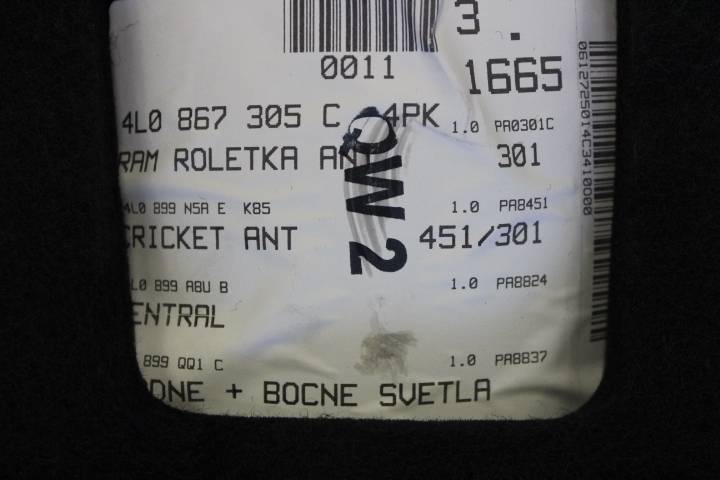 3.
0011
1665
4L0 867 305 C 4PK 1.0 PA0301C
RAM ROLETKA ANT 301
4L0 899 N5A E K85 1.0 PA8451
CRICKET ANT 451/301
4L0 899 ABU B 1.0 PA8824
ENTRAL
899 QQ1 C 1.0 PA8837
DNE + BOCNE SVETLA
QW 2
0612725014C3410000